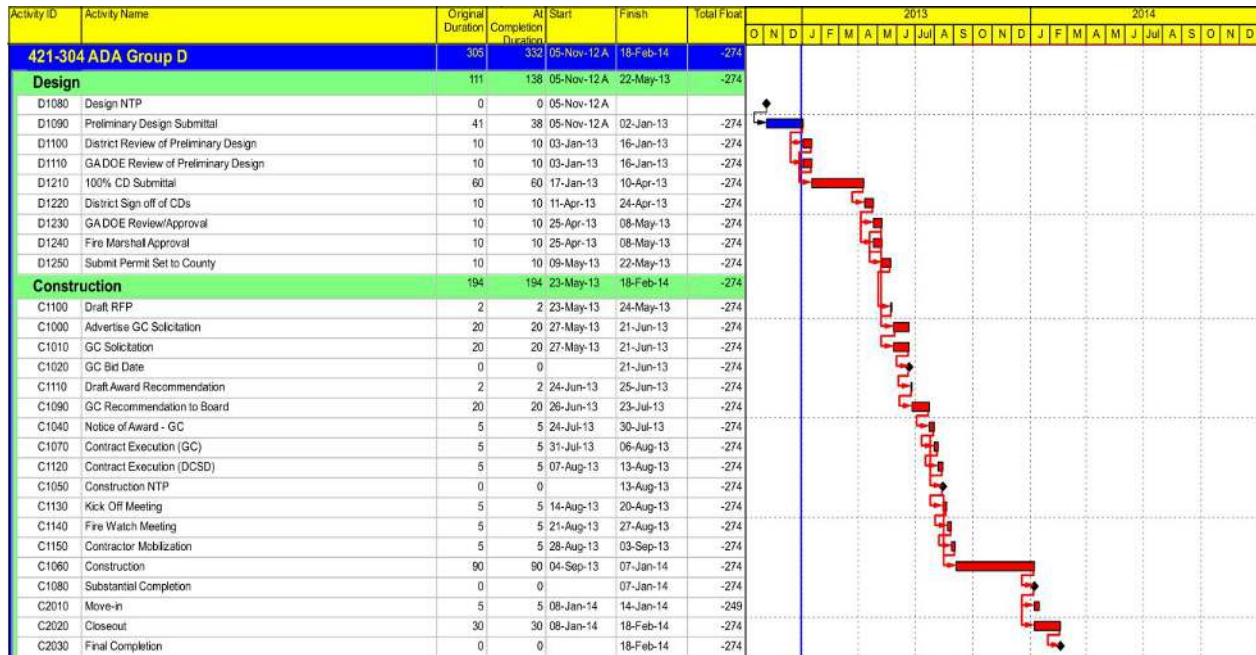 Activity ID Activity Name Original Duration At Completion Duration Start Finish Total Float 2013 2014
O N D J F M A M J Jul A S O N D J F M A M J Jul A S O N D
421-304 ADA Group D 305 332 05-Nov-12 A 18-Feb-14 -274
Design 111 138 05-Nov-12 A 22-May-13 -274
D1080 Design NTP 0 0 05-Nov-12 A
D1090 Preliminary Design Submittal 41 38 05-Nov-12 A 02-Jan-13 -274
D1100 District Review of Preliminary Design 10 10 03-Jan-13 16-Jan-13 -274
D1110 GADOE Review of Preliminary Design 10 10 03-Jan-13 16-Jan-13 -274
D1210 100% CD Submittal 60 60 17-Jan-13 10-Apr-13 -274
D1220 District Sign off of CDs 10 10 11-Apr-13 24-Apr-13 -274
D1230 GADOE Review/Approval 10 10 25-Apr-13 08-May-13 -274
D1240 Fire Marshall Approval 10 10 25-Apr-13 08-May-13 -274
D1250 Submit Permit Set to County 10 10 09-May-13 22-May-13 -274
Construction 194 194 23-May-13 18-Feb-14 -274
C1100 Draft RFP 2 2 23-May-13 24-May-13 -274
C1000 Advertise GC Solicitation 20 20 27-May-13 21-Jun-13 -274
C1010 GC Solicitation 20 20 27-May-13 21-Jun-13 -274
C1020 GC Bid Date 0 0 21-Jun-13 -274
C1110 Draft Award Recommendation 2 2 24-Jun-13 25-Jun-13 -274
C1090 GC Recommendation to Board 20 20 26-Jun-13 23-Jul-13 -274
C1040 Notice of Award - GC 5 5 24-Jul-13 30-Jul-13 -274
C1070 Contract Execution (GC) 5 5 31-Jul-13 06-Aug-13 -274
C1120 Contract Execution (DCSD) 5 5 07-Aug-13 13-Aug-13 -274
C1050 Construction NTP 0 0 13-Aug-13 -274
C1130 Kick Off Meeting 5 5 14-Aug-13 20-Aug-13 -274
C1140 Fire Watch Meeting 5 5 21-Aug-13 27-Aug-13 -274
C1150 Contractor Mobilization 5 5 28-Aug-13 03-Sep-13 -274
C1060 Construction 90 90 04-Sep-13 07-Jan-14 -274
C1080 Substantial Completion 0 0 07-Jan-14 -274
C2010 Move-in 5 5 08-Jan-14 14-Jan-14 -249
C2020 Closeout 30 30 08-Jan-14 18-Feb-14 -274
C2030 Final Completion 0 0 18-Feb-14 -274